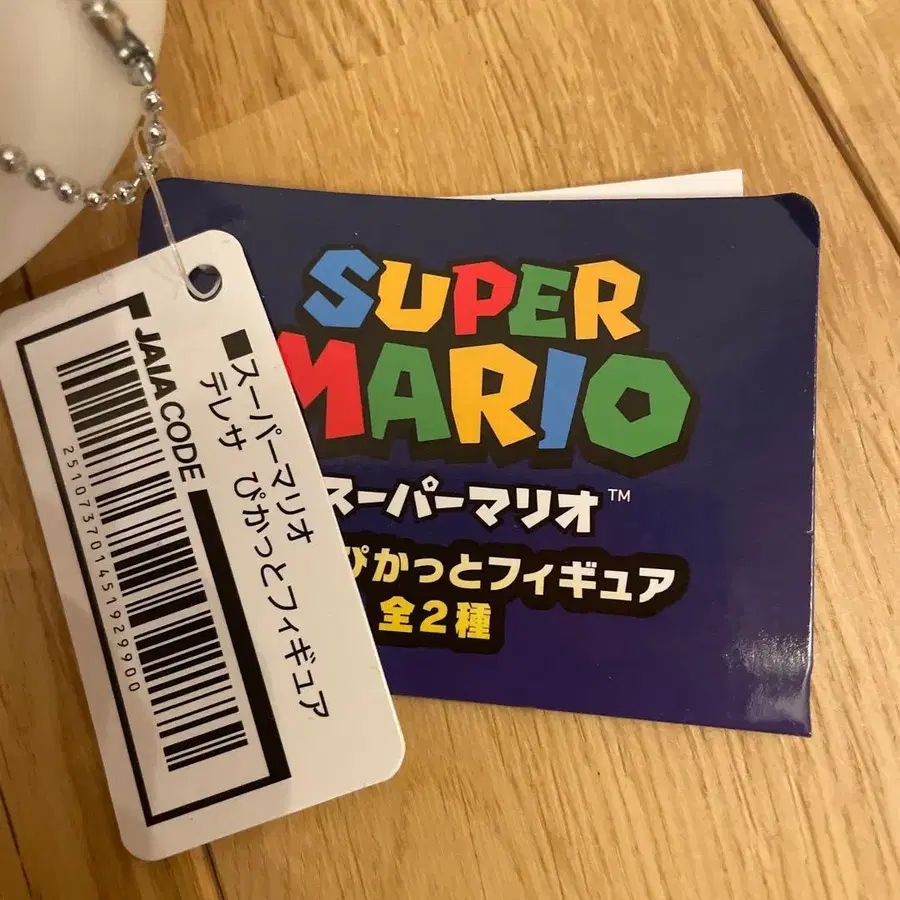 SUPER
MARIO
スーパーマリオ™
ぴかっとフィギュア
全2種
■スーパーマリオ
テレサ ぴかっとフィギュア
JAIA CODE
251073701451929900